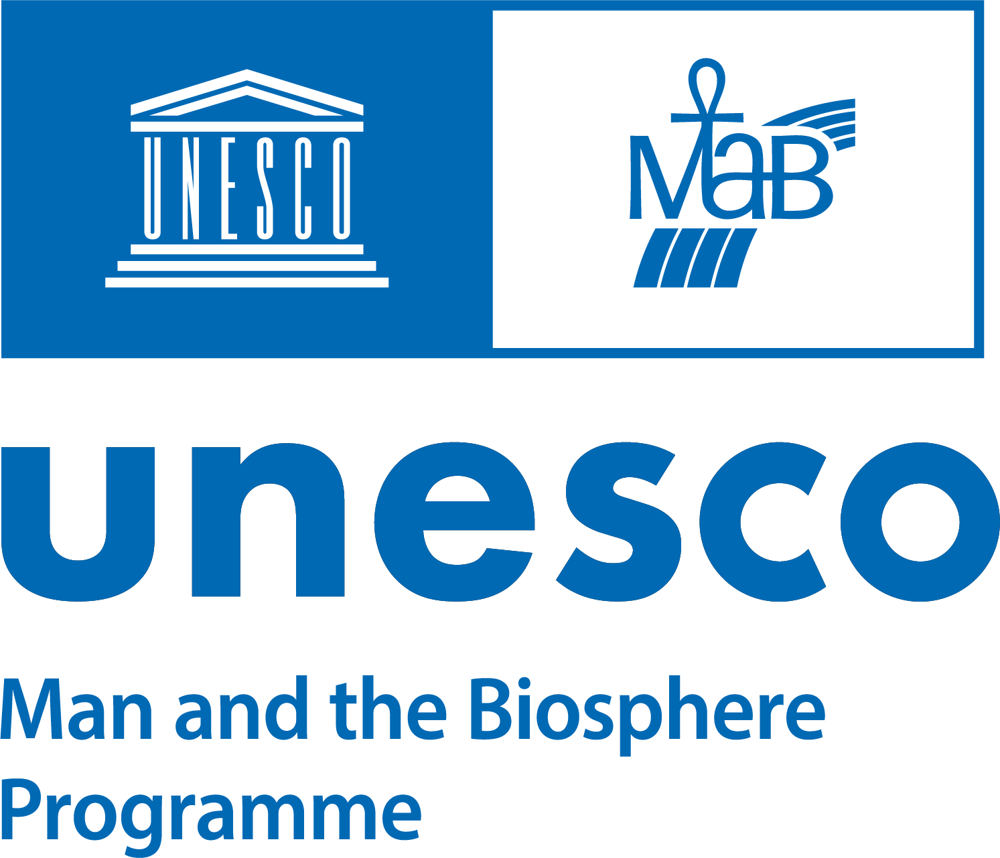 UNESCO
MaB
unesco
Man and the Biosphere
Programme